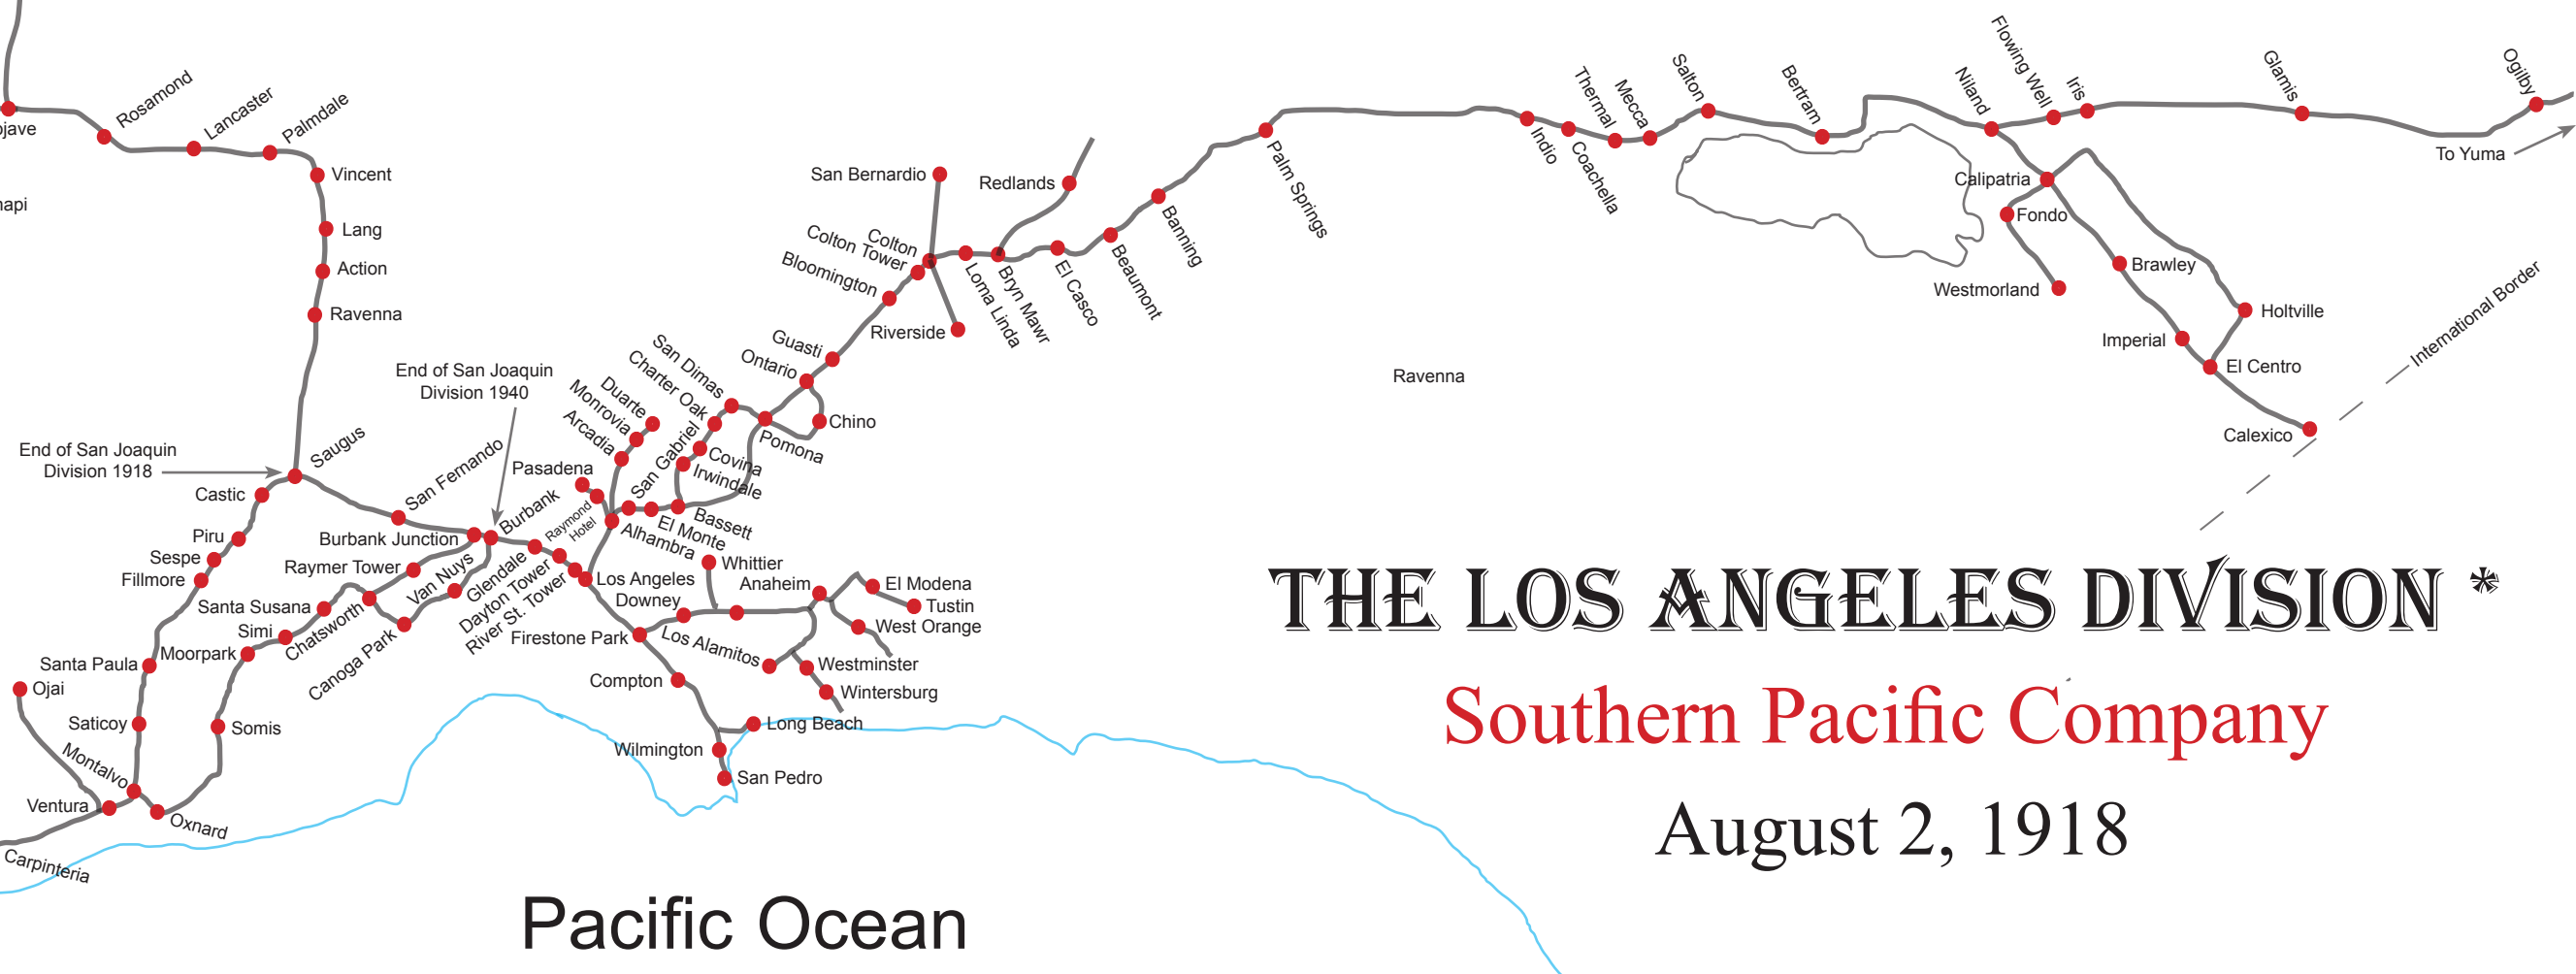 ojave
Rosamond
Lancaster
Palmdale
Vincent
hapi
Lang
Action
Ravenna
End of San Joaquin
Division 1940
End of San Joaquin
Division 1918
Saugus
San Fernando
Castic
Piru
Sespe
Fillmore
Burbank Junction
Burbank
Raymer Tower
Van Nuys
Santa Susana
Simi
Chatsworth
Moorpark
Canoga Park
Santa Paula
Ojai
Saticoy
Somis
Montalvo
Ventura
Oxnard
Carpinteria
Glendale
Dayton Tower
River St. Tower
Los Angeles
Pasadena
Raymond
Hotel
Alhambra
San Gabriel
El Monte
Bassett
Arcadia
Monrovia
Duarte
Irwindale
Covina
Charter Oak
San Dimas
Pomona
Chino
Ontario
Guasti
Bloomington
Colton Tower
Colton
San Bernardio
Riverside
Loma Linda
Bryn Mawr
Redlands
El Casco
Beaumont
Banning
Palm Springs
Indio
Coachella
Thermal
Mecca
Salton
Bertram
Niland
Flowing Well
Iris
Glamis
Ogilby
To Yuma
Calipatria
Fondo
Westmorland
Brawley
Imperial
Holtville
El Centro
Calexico
International Border
Ravenna
Whittier
Downey
Anaheim
El Modena
Tustin
West Orange
Firestone Park
Los Alamitos
Westminster
Wintersburg
Compton
Long Beach
Wilmington
San Pedro
THE LOS ANGELES DIVISION *
Southern Pacific Company
August 2, 1918
Pacific Ocean